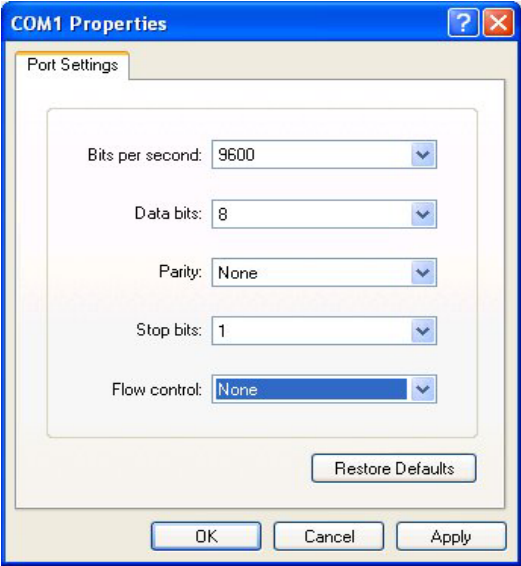 COM1 Properties
Port Settings
Bits per second: 9600
Data bits: 8
Parity: None
Stop bits: 1
Flow control: None
Restore Defaults
OK Cancel Apply